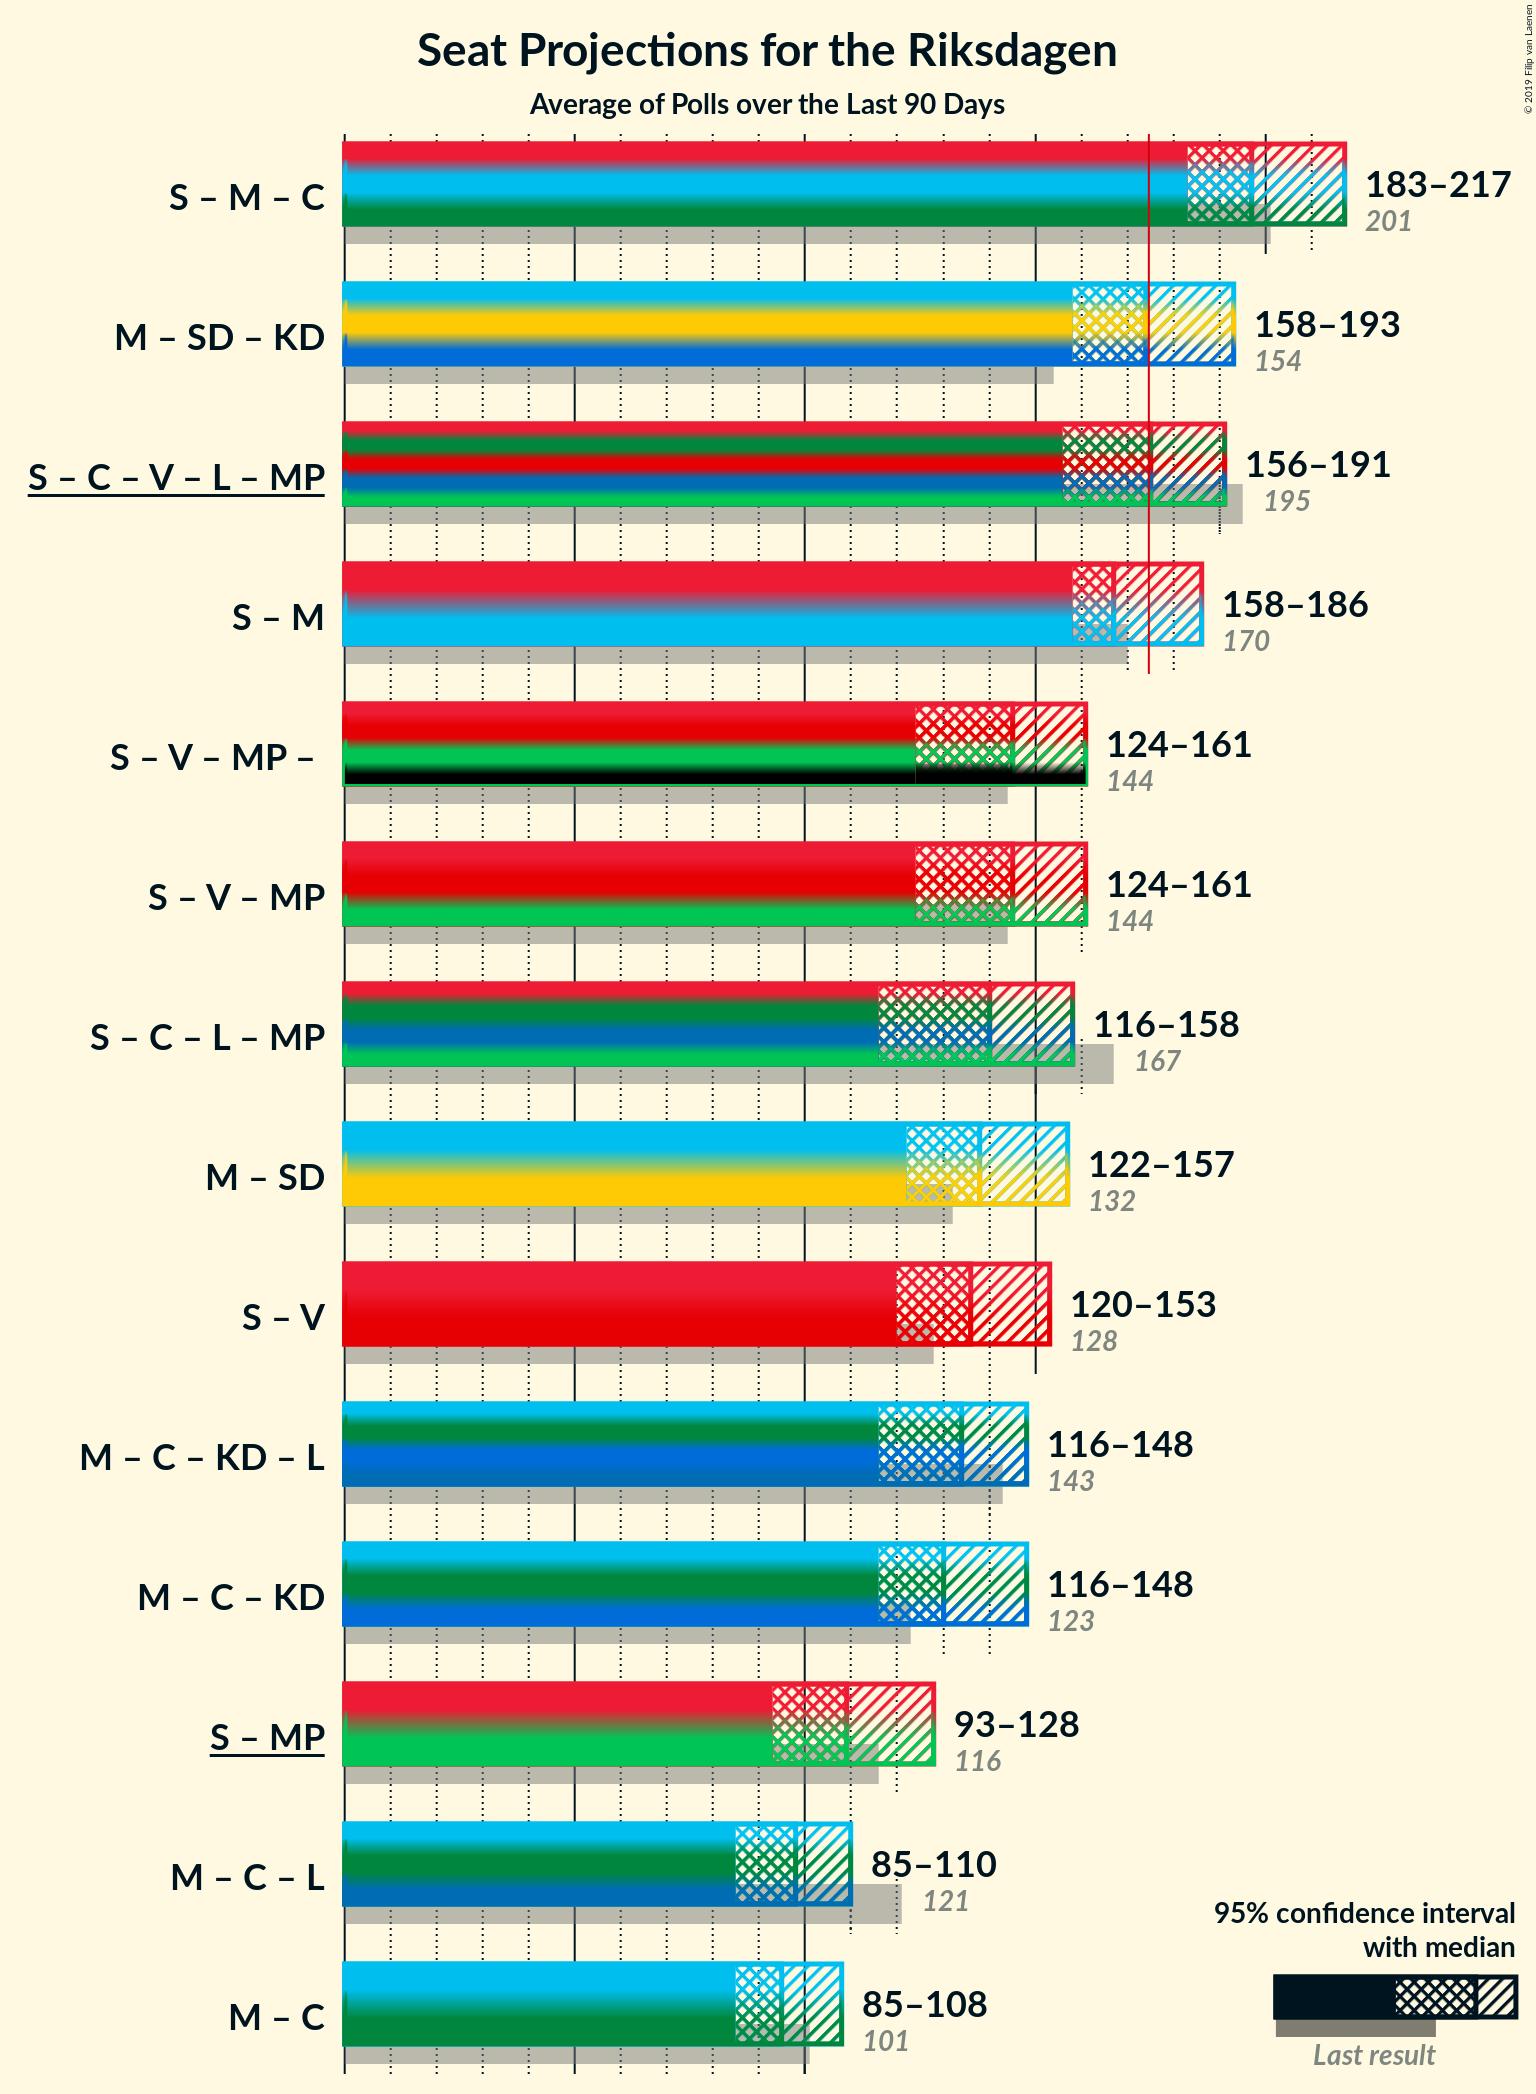 Seat Projections for the Riksdagen
Average of Polls over the Last 90 Days
© 2019 Filip van Laenen
S – M – C
183–217
201
M – SD – KD
158–193
154
S – C – V – L – MP
156–191
195
S – M
158–186
170
S – V – MP –
124–161
144
S – V – MP
124–161
144
S – C – L – MP
116–158
167
M – SD
122–157
132
S – V
120–153
128
M – C – KD – L
116–148
143
M – C – KD
116–148
123
S – MP
93–128
116
M – C – L
85–110
121
M – C
85–108
101
95% confidence interval
with median
Last result